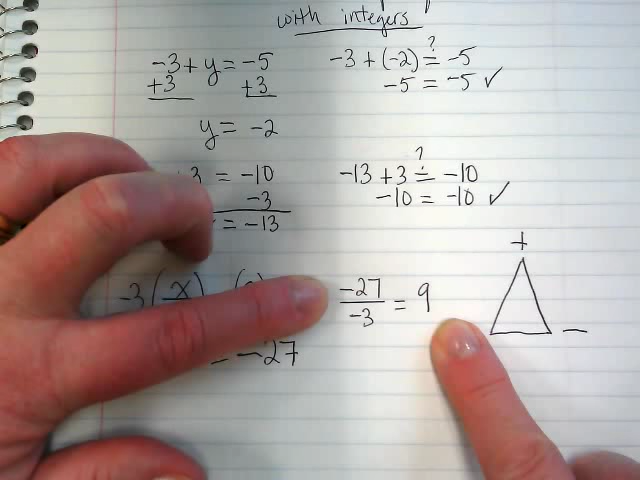 with integers
-3 + y = -5
+3 +3
y = -2
-3 + (-2) ≟ -5
-5 = -5 ✓
+3 = -10
-3
= -13
-13 + 3 ≟ -10
-10 = -10 ✓
-3(x
= -27
-27/-3 = 9
+
−